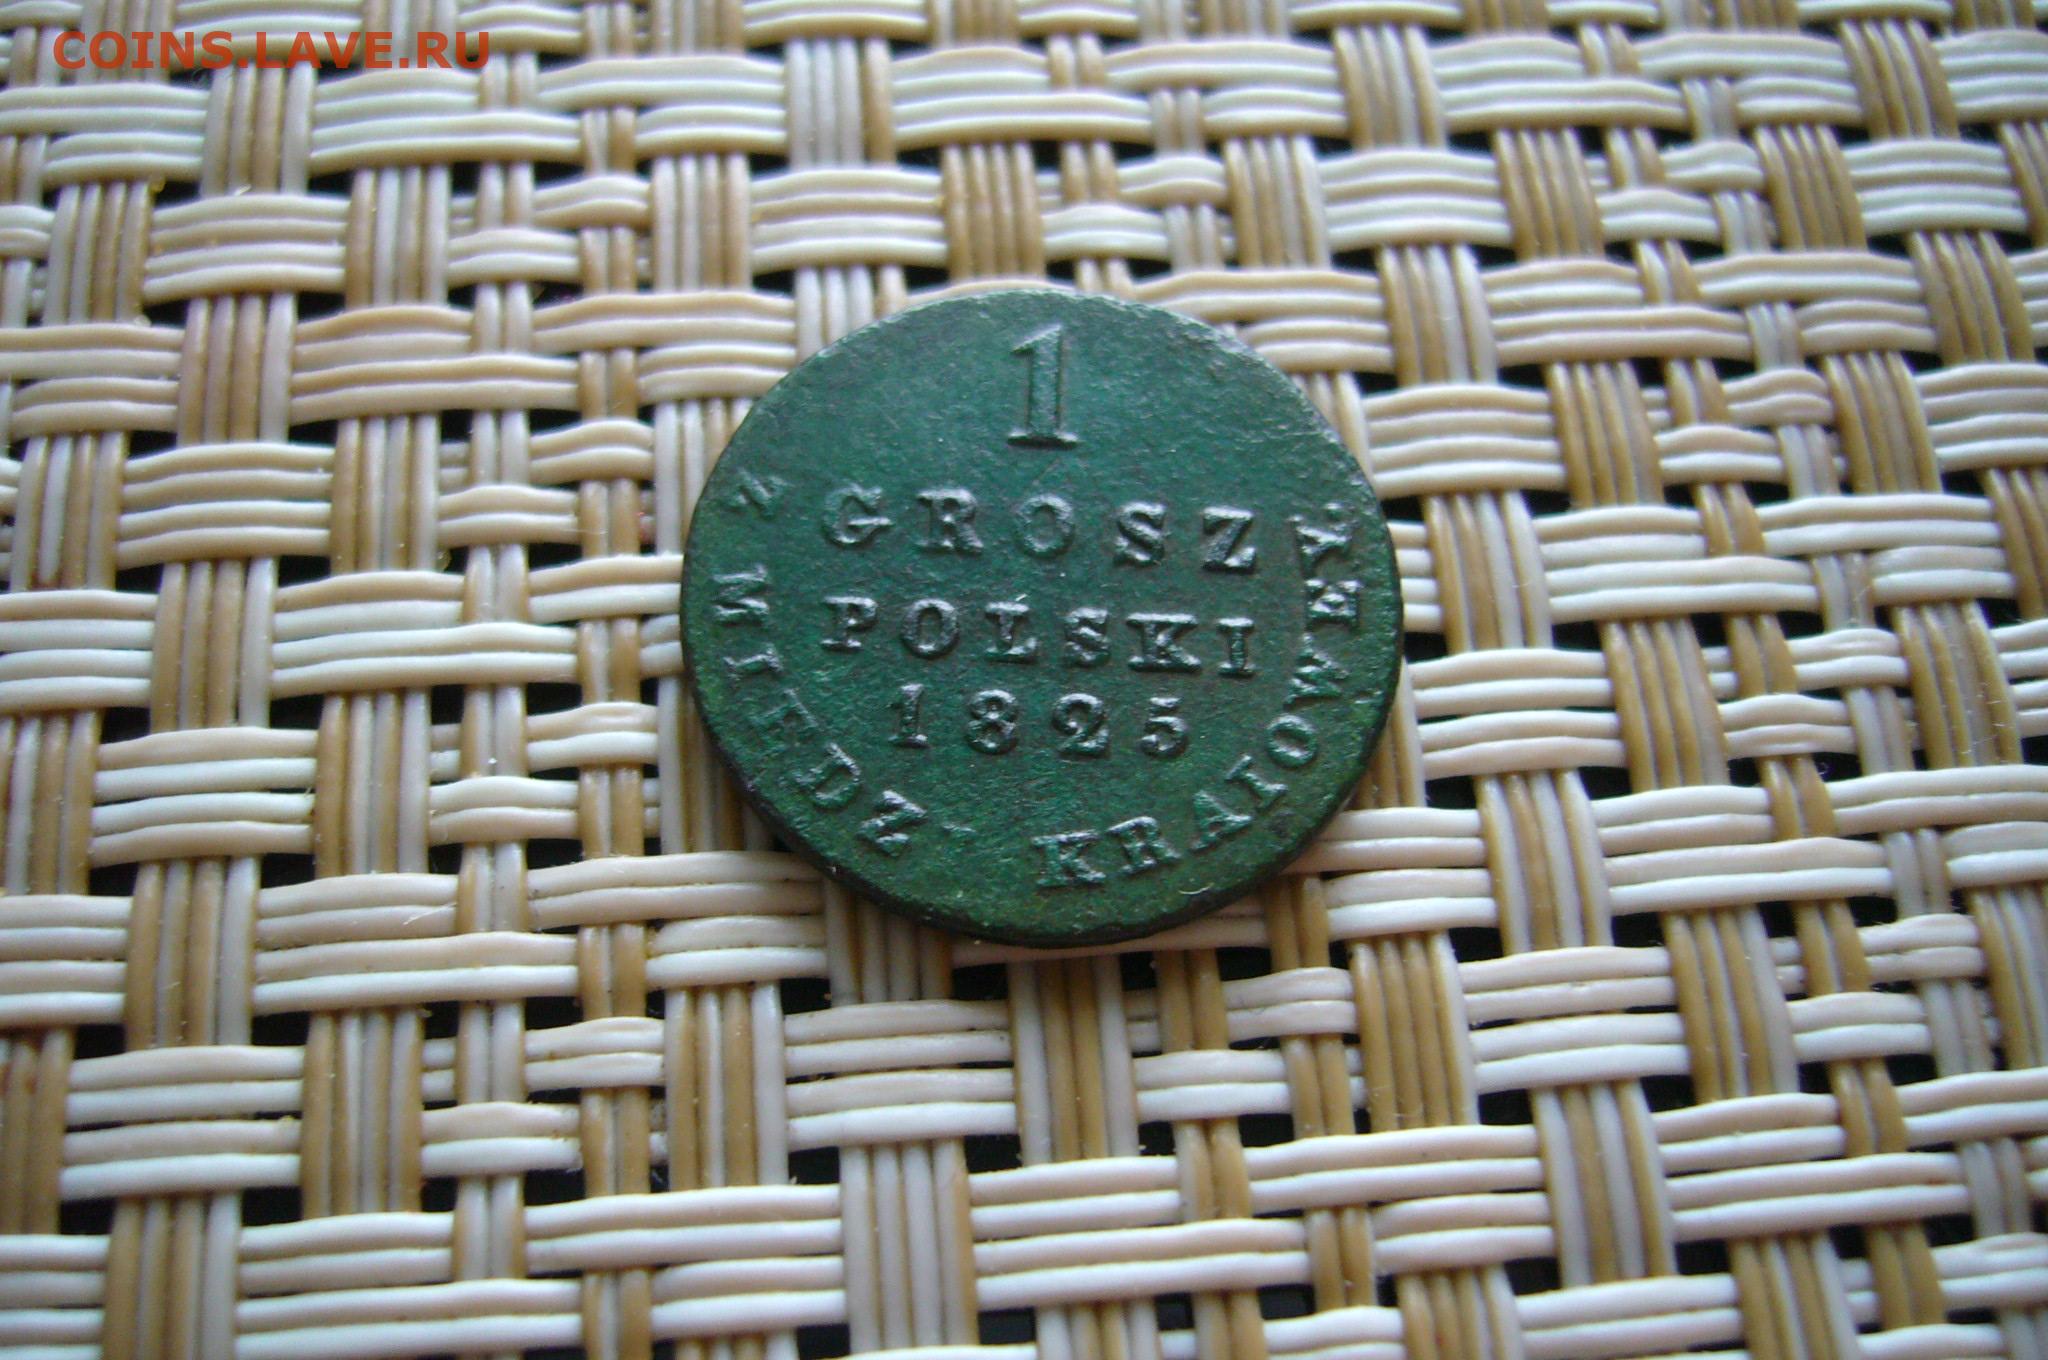 COINS.LAVE.RU
1
GROSZ
POLSKI
1825
Z MIEDZI KRAIOWEY